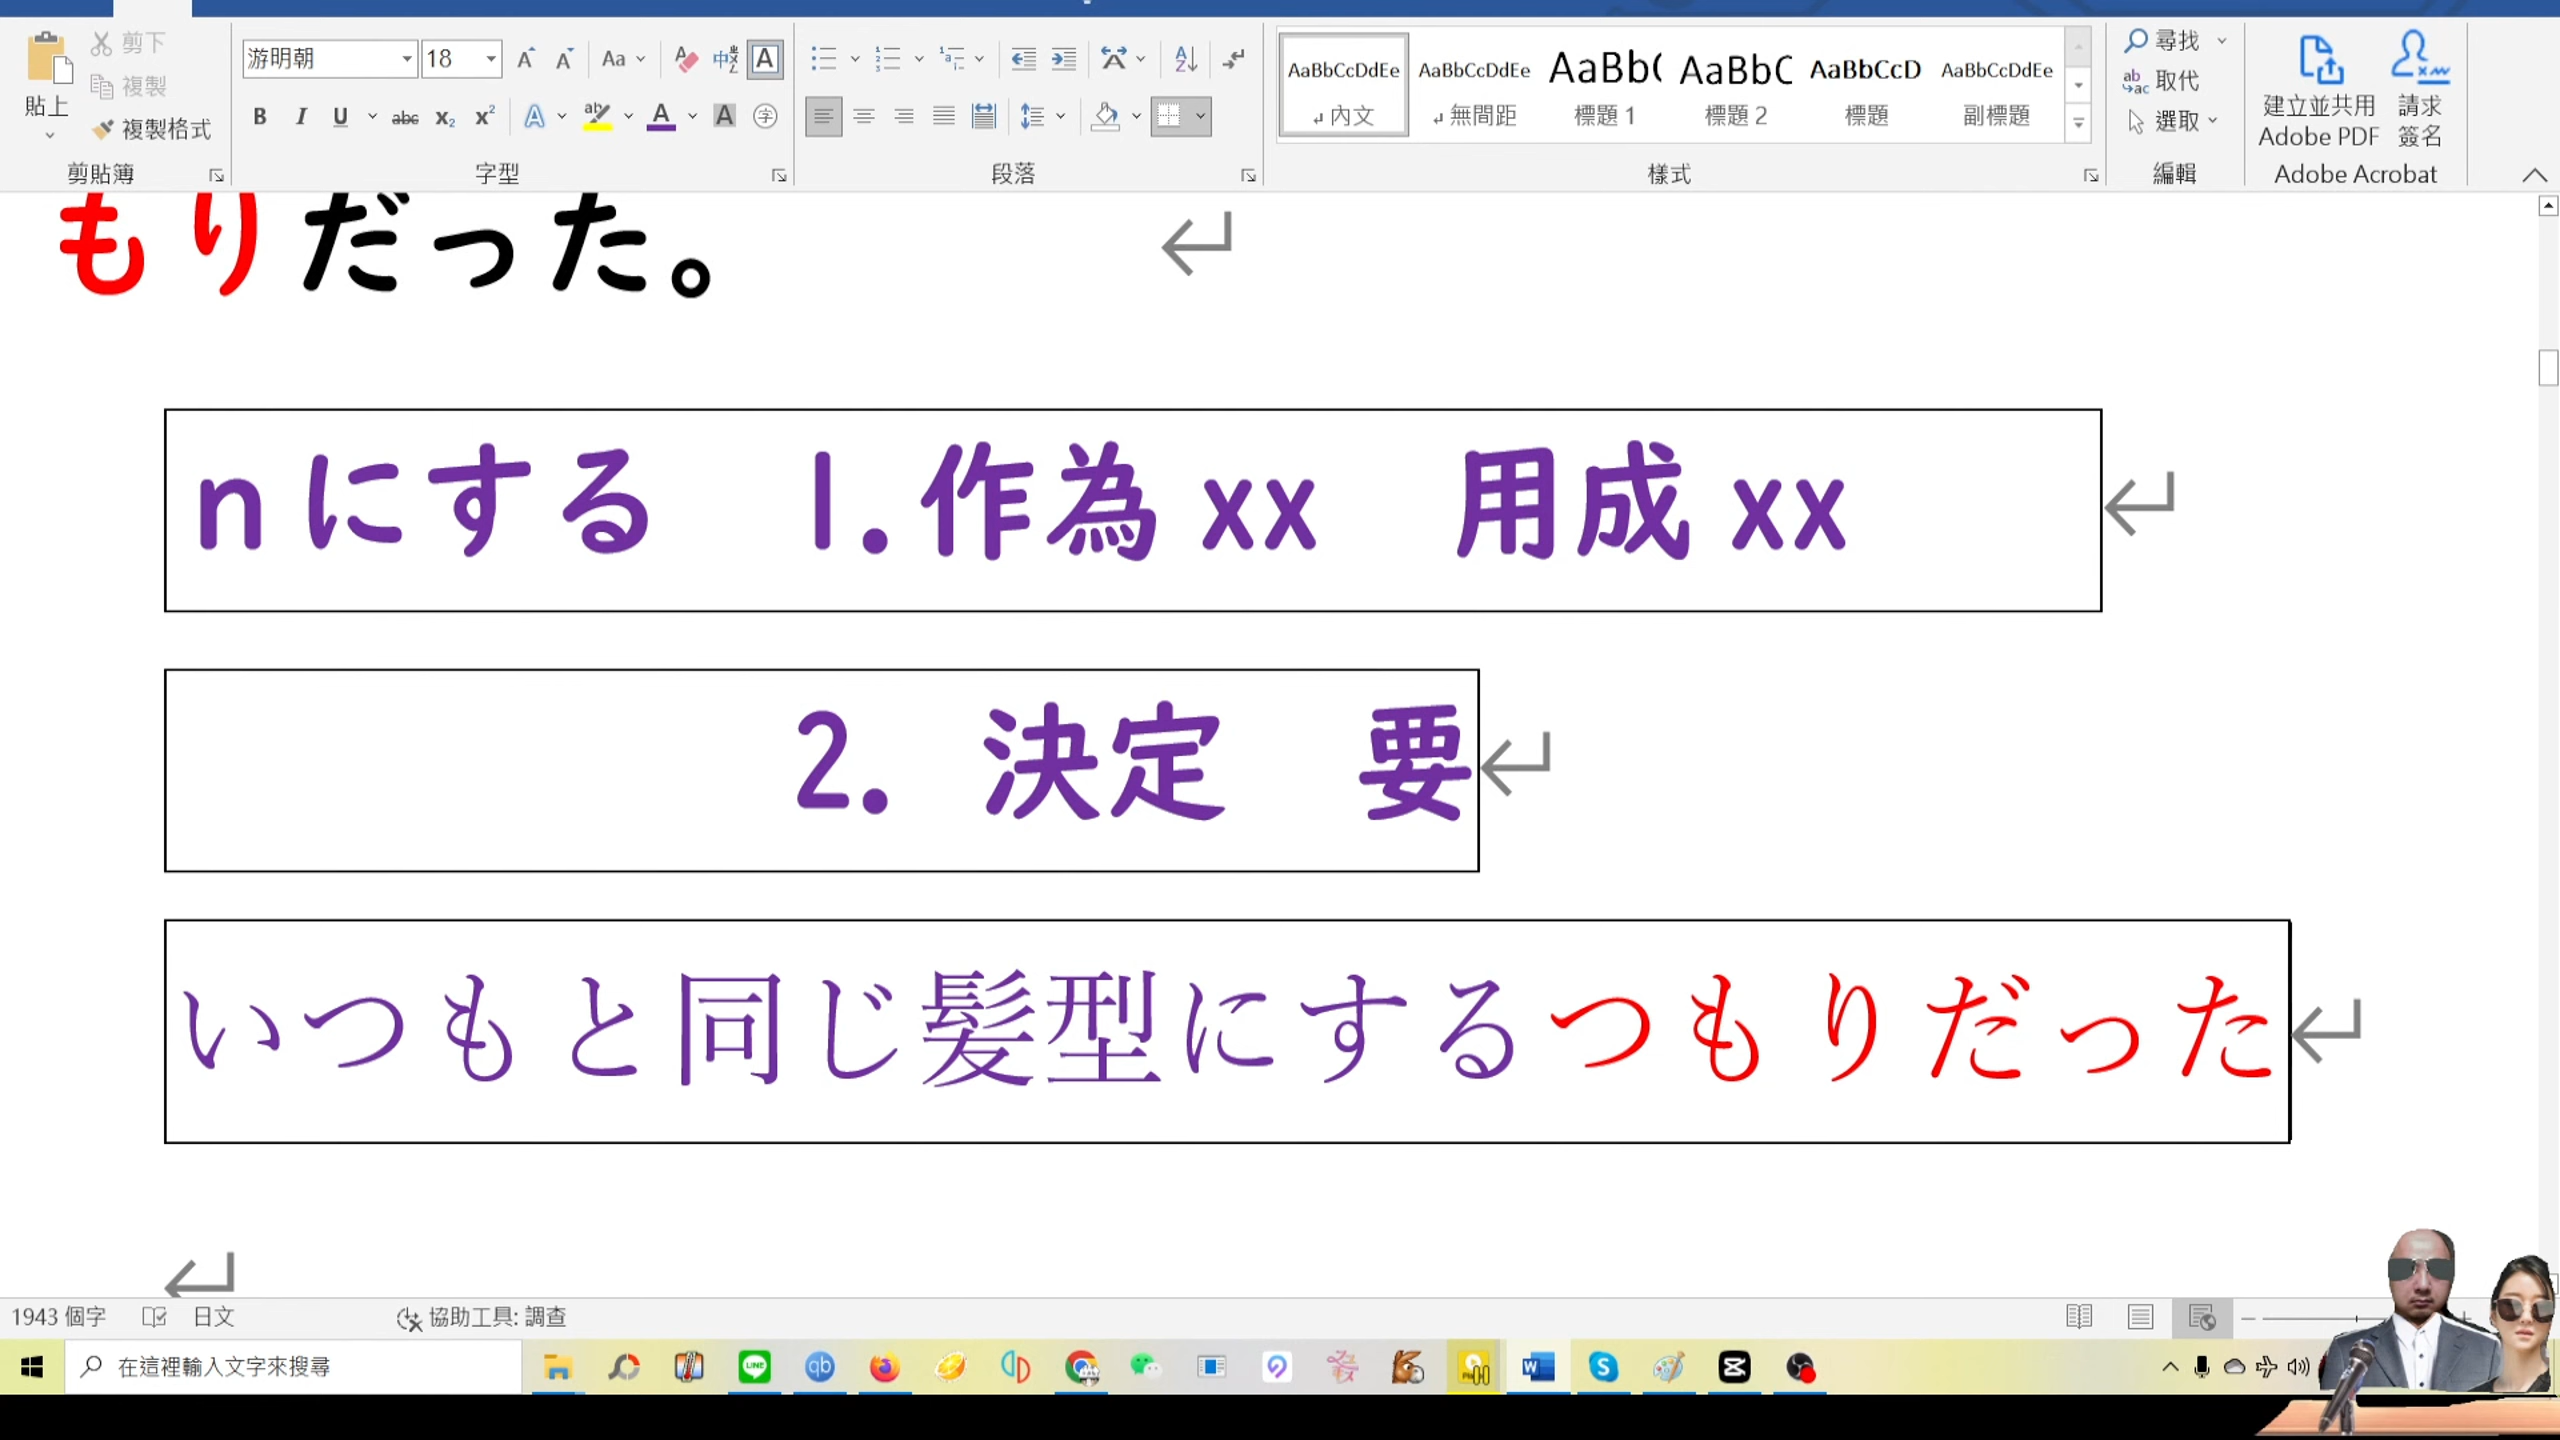 剪下
複製
複製格式
貼上
剪貼簿
游明朝 18
字型
段落
AaBbCcDdEe AaBbCcDdEe AaBb( AaBbC AaBbCcD AaBbCcDdEe
內文 無間距 標題 1 標題 2 標題 副標題
樣式
尋找
取代
選取
編輯
建立並共用
Adobe PDF
請求
簽名
Adobe Acrobat
もりだった。
nにする 1.作為xx 用成xx
2. 決定 要
いつもと同じ髪型にするつもりだった
1943 個字 日文 協助工具: 調查
在這裡輸入文字來搜尋